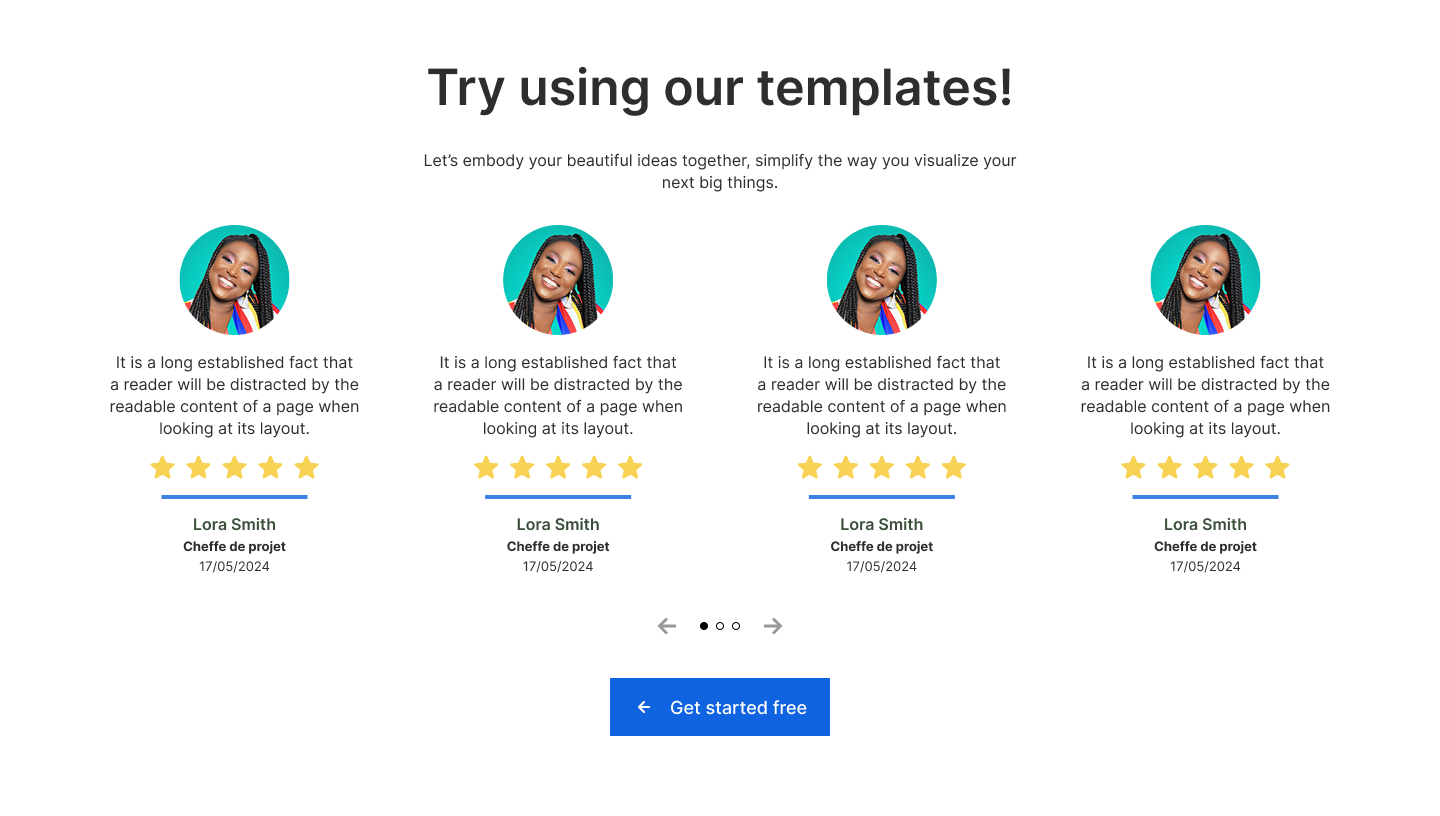 Try using our templates!
Let’s embody your beautiful ideas together, simplify the way you visualize your
next big things.
It is a long established fact that
a reader will be distracted by the
readable content of a page when
looking at its layout.
Lora Smith
Cheffe de projet
17/05/2024
It is a long established fact that
a reader will be distracted by the
readable content of a page when
looking at its layout.
Lora Smith
Cheffe de projet
17/05/2024
It is a long established fact that
a reader will be distracted by the
readable content of a page when
looking at its layout.
Lora Smith
Cheffe de projet
17/05/2024
It is a long established fact that
a reader will be distracted by the
readable content of a page when
looking at its layout.
Lora Smith
Cheffe de projet
17/05/2024
Get started free